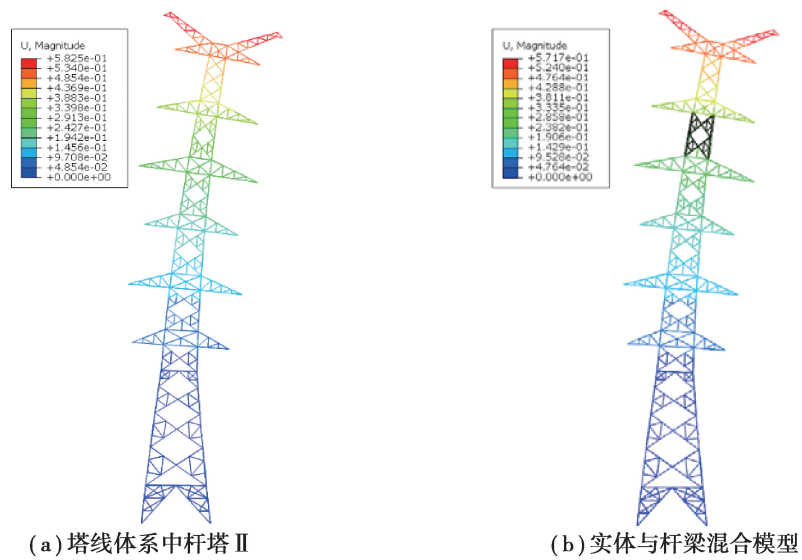 U, Magnitude
+5.825e-01
+5.340e-01
+4.854e-01
+4.369e-01
+3.883e-01
+3.398e-01
+2.913e-01
+2.427e-01
+1.942e-01
+1.456e-01
+9.708e-02
+4.854e-02
+0.000e+00
U, Magnitude
+5.717e-01
+5.240e-01
+4.764e-01
+4.288e-01
+3.811e-01
+3.335e-01
+2.858e-01
+2.382e-01
+1.906e-01
+1.429e-01
+9.528e-02
+4.764e-02
+0.000e+00
(a)塔线体系中杆塔Ⅱ
(b)实体与杆梁混合模型